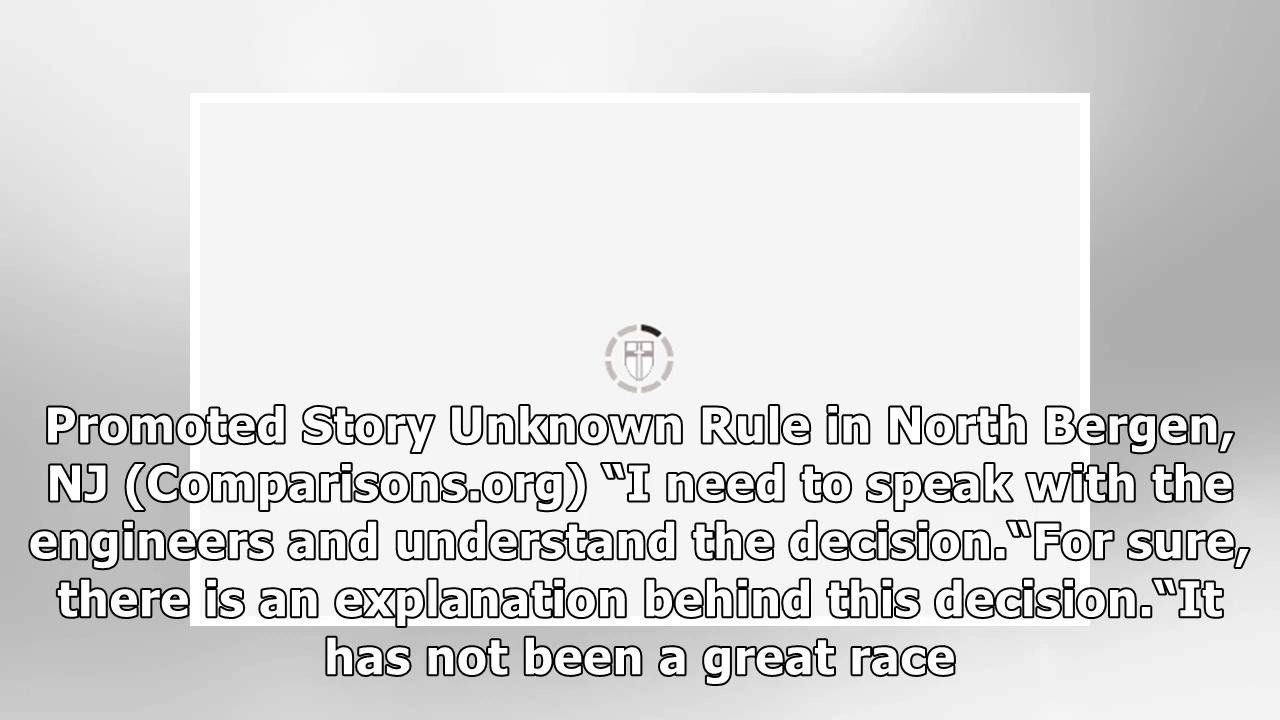 Promoted Story Unknown Rule in North Bergen,
NJ (Comparisons.org) “I need to speak with the
engineers and understand the decision.“For sure,
there is an explanation behind this decision.“It
has not been a great race